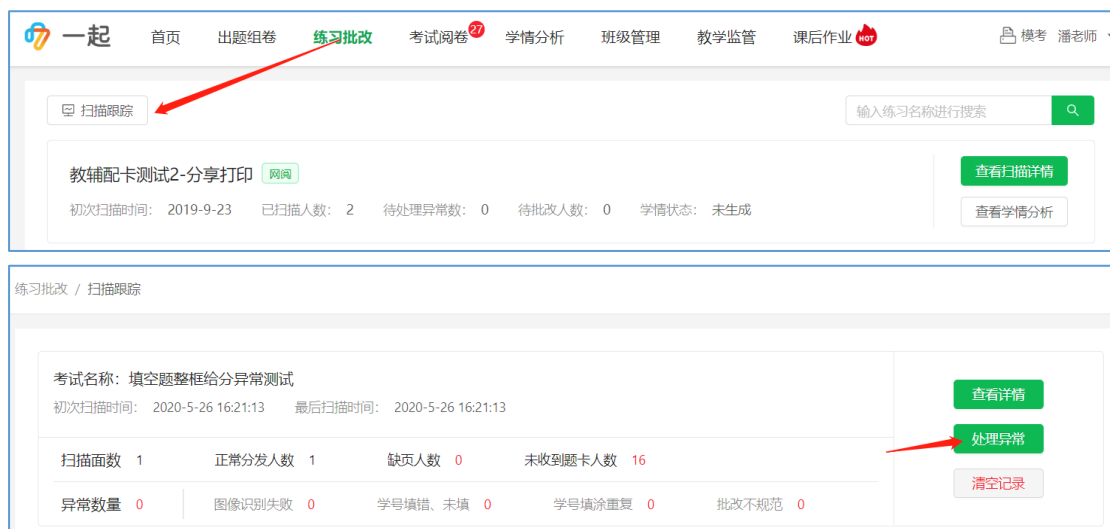 一起 首页 出题组卷 练习批改 考试阅卷 27 学情分析 班级管理 教学监管 课后作业 HOT 模考 潘老师
扫描跟踪 输入练习名称进行搜索
教辅配卡测试2-分享打印 网阅 查看扫描详情
初次扫描时间： 2019-9-23 已扫描人数： 2 待处理异常数： 0 待批改人数： 0 学情状态： 未生成 查看学情分析
练习批改 / 扫描跟踪
考试名称：填空题整框给分异常测试 查看详情
初次扫描时间： 2020-5-26 16:21:13 最后扫描时间： 2020-5-26 16:21:13
处理异常
扫描面数 1 正常分发人数 1 缺页人数 0 未收到题卡人数 16
清空记录
异常数量 0 图像识别失败 0 学号填错、未填 0 学号填涂重复 0 批改不规范 0